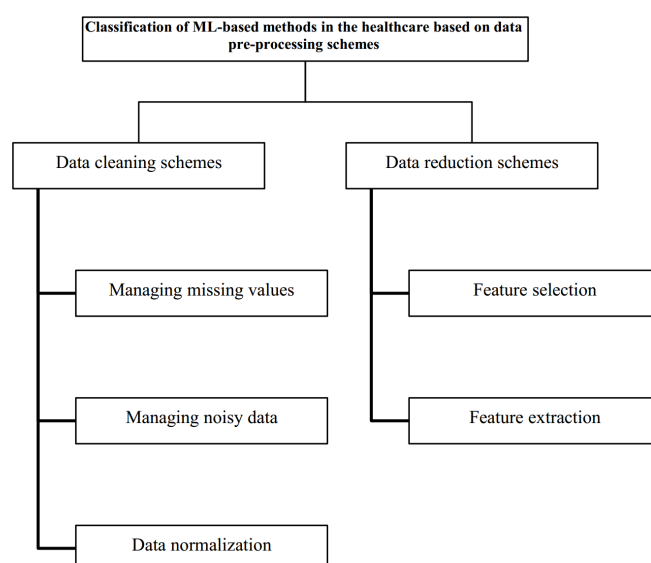 Classification of ML-based methods in the healthcare based on data
pre-processing schemes
Data cleaning schemes
Managing missing values
Managing noisy data
Data normalization
Data reduction schemes
Feature selection
Feature extraction